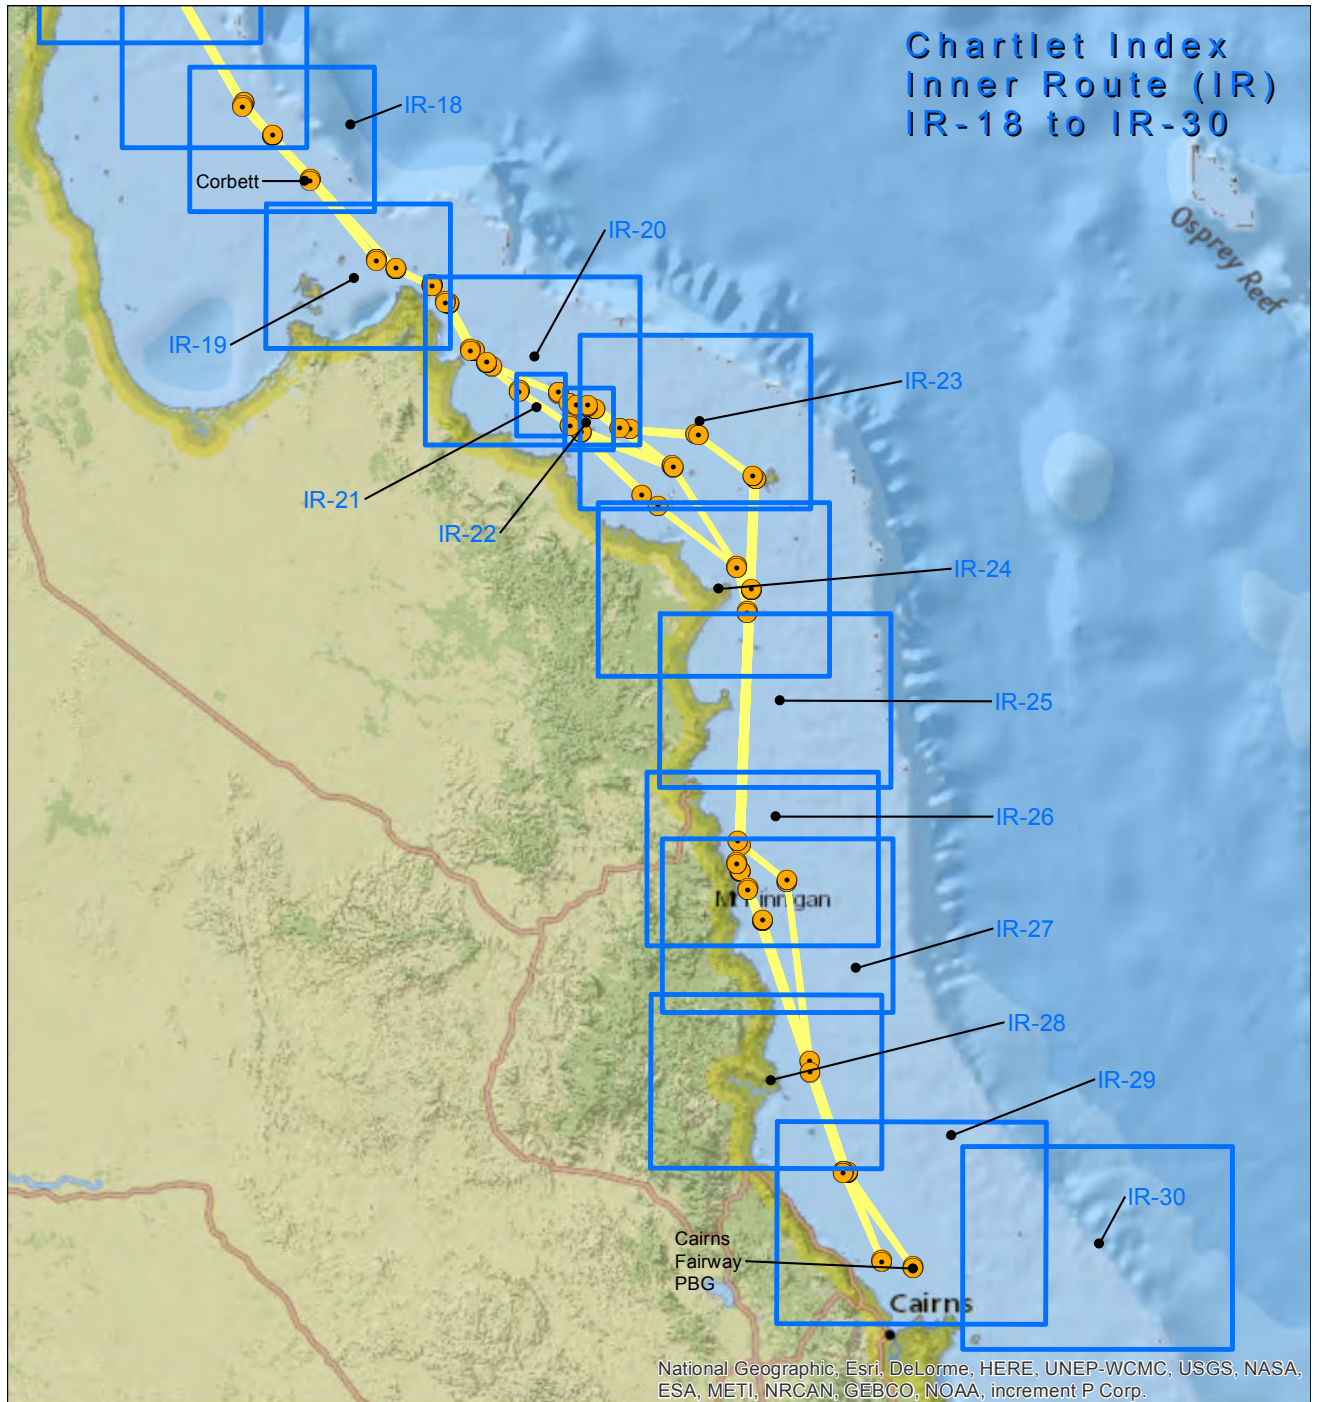 Chartlet Index
Inner Route (IR)
IR-18 to IR-30
IR-18
Corbett
Osprey Reef
IR-20
IR-19
IR-23
IR-21
IR-22
IR-24
IR-25
IR-26
IR-27
IR-28
IR-29
IR-30
Cairns
Fairway
PBG
Cairns
National Geographic, Esri, DeLorme, HERE, UNEP-WCMC, USGS, NASA,
ESA, METI, NRCAN, GEBCO, NOAA, increment P Corp.